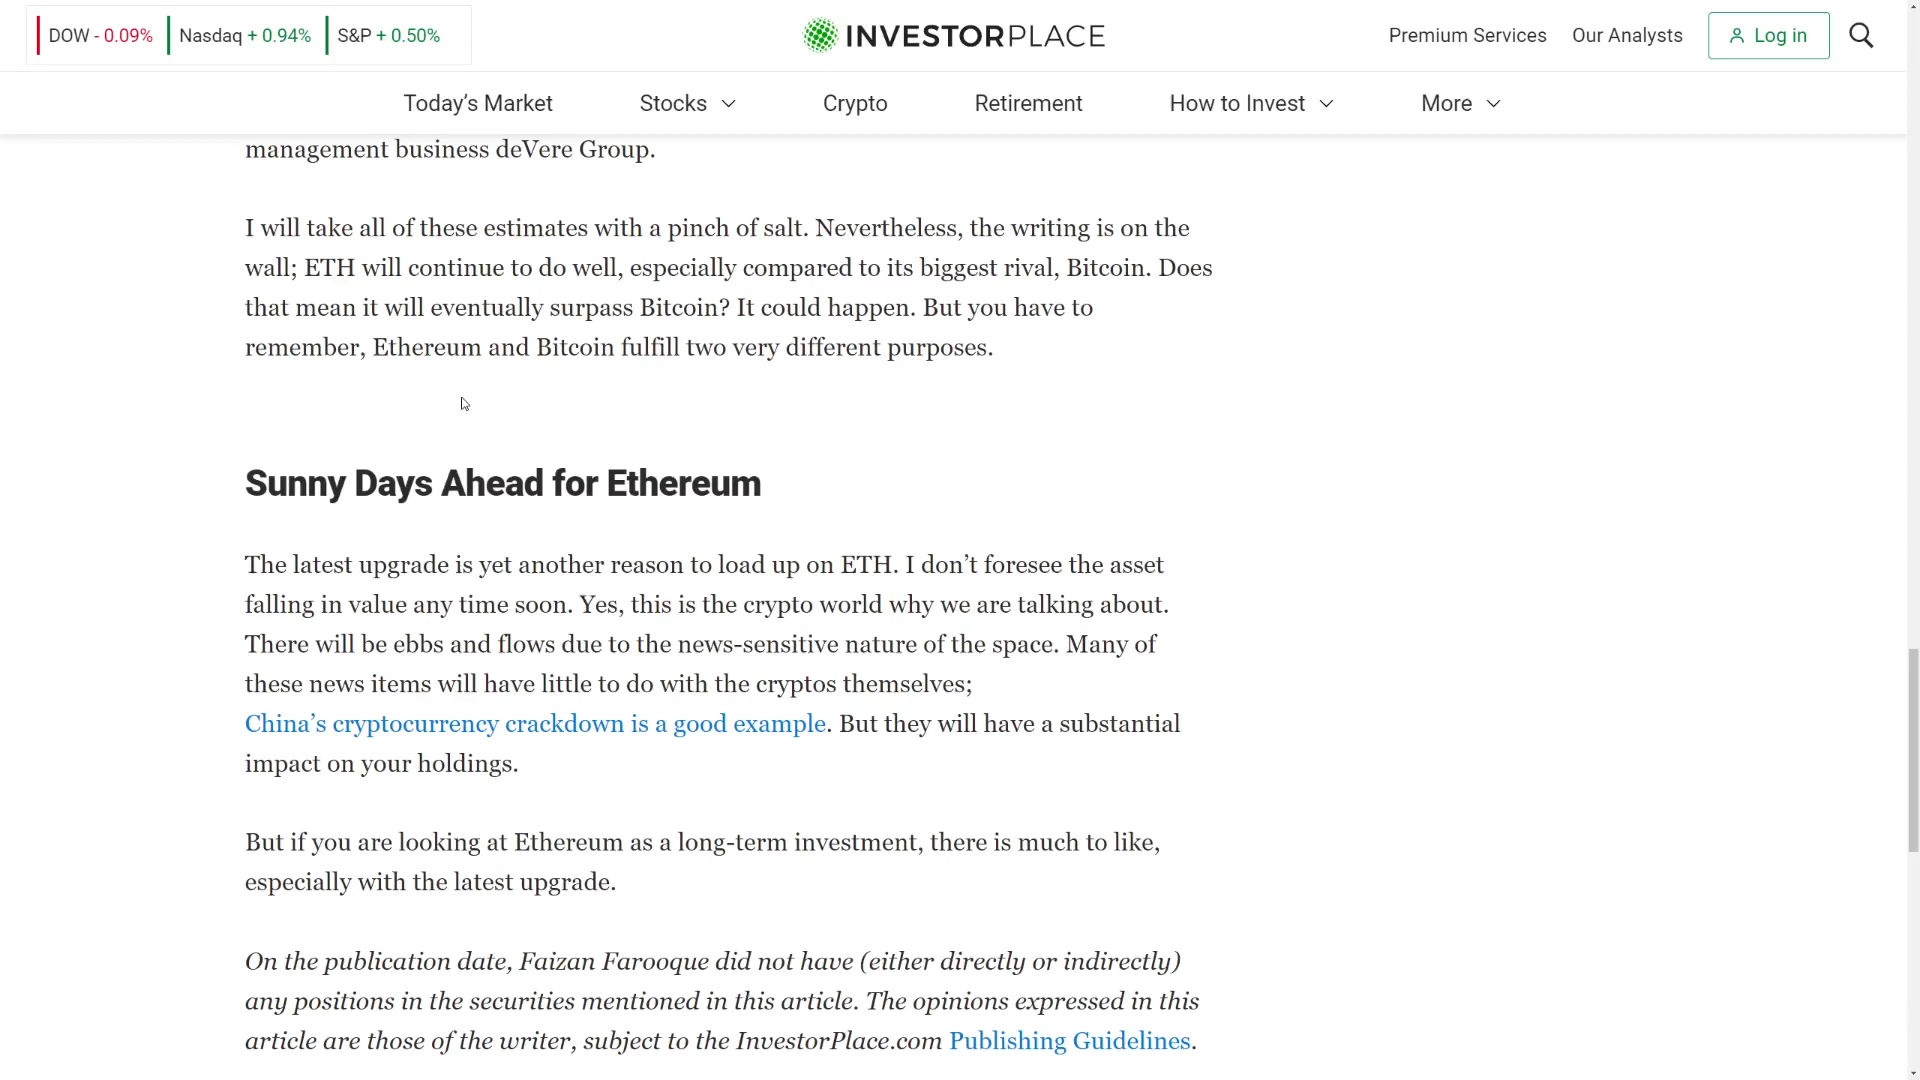 DOW - 0.09% Nasdaq + 0.94% S&P + 0.50%
INVESTORPLACE
Premium Services Our Analysts Log in
Today’s Market Stocks Crypto Retirement How to Invest More
management business deVere Group.
I will take all of these estimates with a pinch of salt. Nevertheless, the writing is on the
wall; ETH will continue to do well, especially compared to its biggest rival, Bitcoin. Does
that mean it will eventually surpass Bitcoin? It could happen. But you have to
remember, Ethereum and Bitcoin fulfill two very different purposes.
Sunny Days Ahead for Ethereum
The latest upgrade is yet another reason to load up on ETH. I don’t foresee the asset
falling in value any time soon. Yes, this is the crypto world why we are talking about.
There will be ebbs and flows due to the news-sensitive nature of the space. Many of
these news items will have little to do with the cryptos themselves;
China’s cryptocurrency crackdown is a good example. But they will have a substantial
impact on your holdings.
But if you are looking at Ethereum as a long-term investment, there is much to like,
especially with the latest upgrade.
On the publication date, Faizan Farooque did not have (either directly or indirectly)
any positions in the securities mentioned in this article. The opinions expressed in this
article are those of the writer, subject to the InvestorPlace.com Publishing Guidelines.